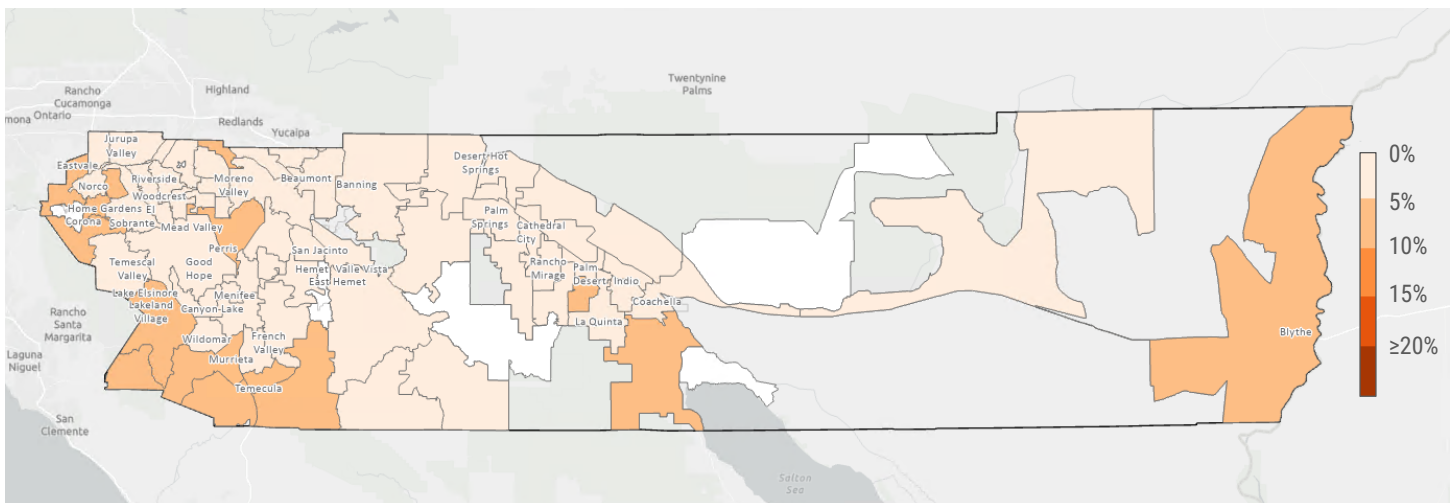 Twentynine
Palms
Highland
Rancho
Cucamonga
mona Ontario
Redlands
Yucaipa
Jurupa
Valley
Eastvale
Desert Hot
Springs
Norco
Riverside
Moreno
Valley
Beaumont
Banning
Woodcrest
Home Gardens El
Corona
Sobrante
Mead Valley
Palm
Springs
Cathedral
City
Perris
San Jacinto
Temescal
Valley
Good
Hope
Hemet
Valle Vista
East Hemet
Rancho
Mirage
Palm
Desert
Indio
Lake Elsinore
Lakeland
Village
Menifee
Canyon Lake
Coachella
La Quinta
Rancho
Santa
Margarita
Wildomar
French
Valley
Murrieta
Laguna
Niguel
Temecula
San
Clemente
Blythe
Salton
Sea
0%
5%
10%
15%
≥20%